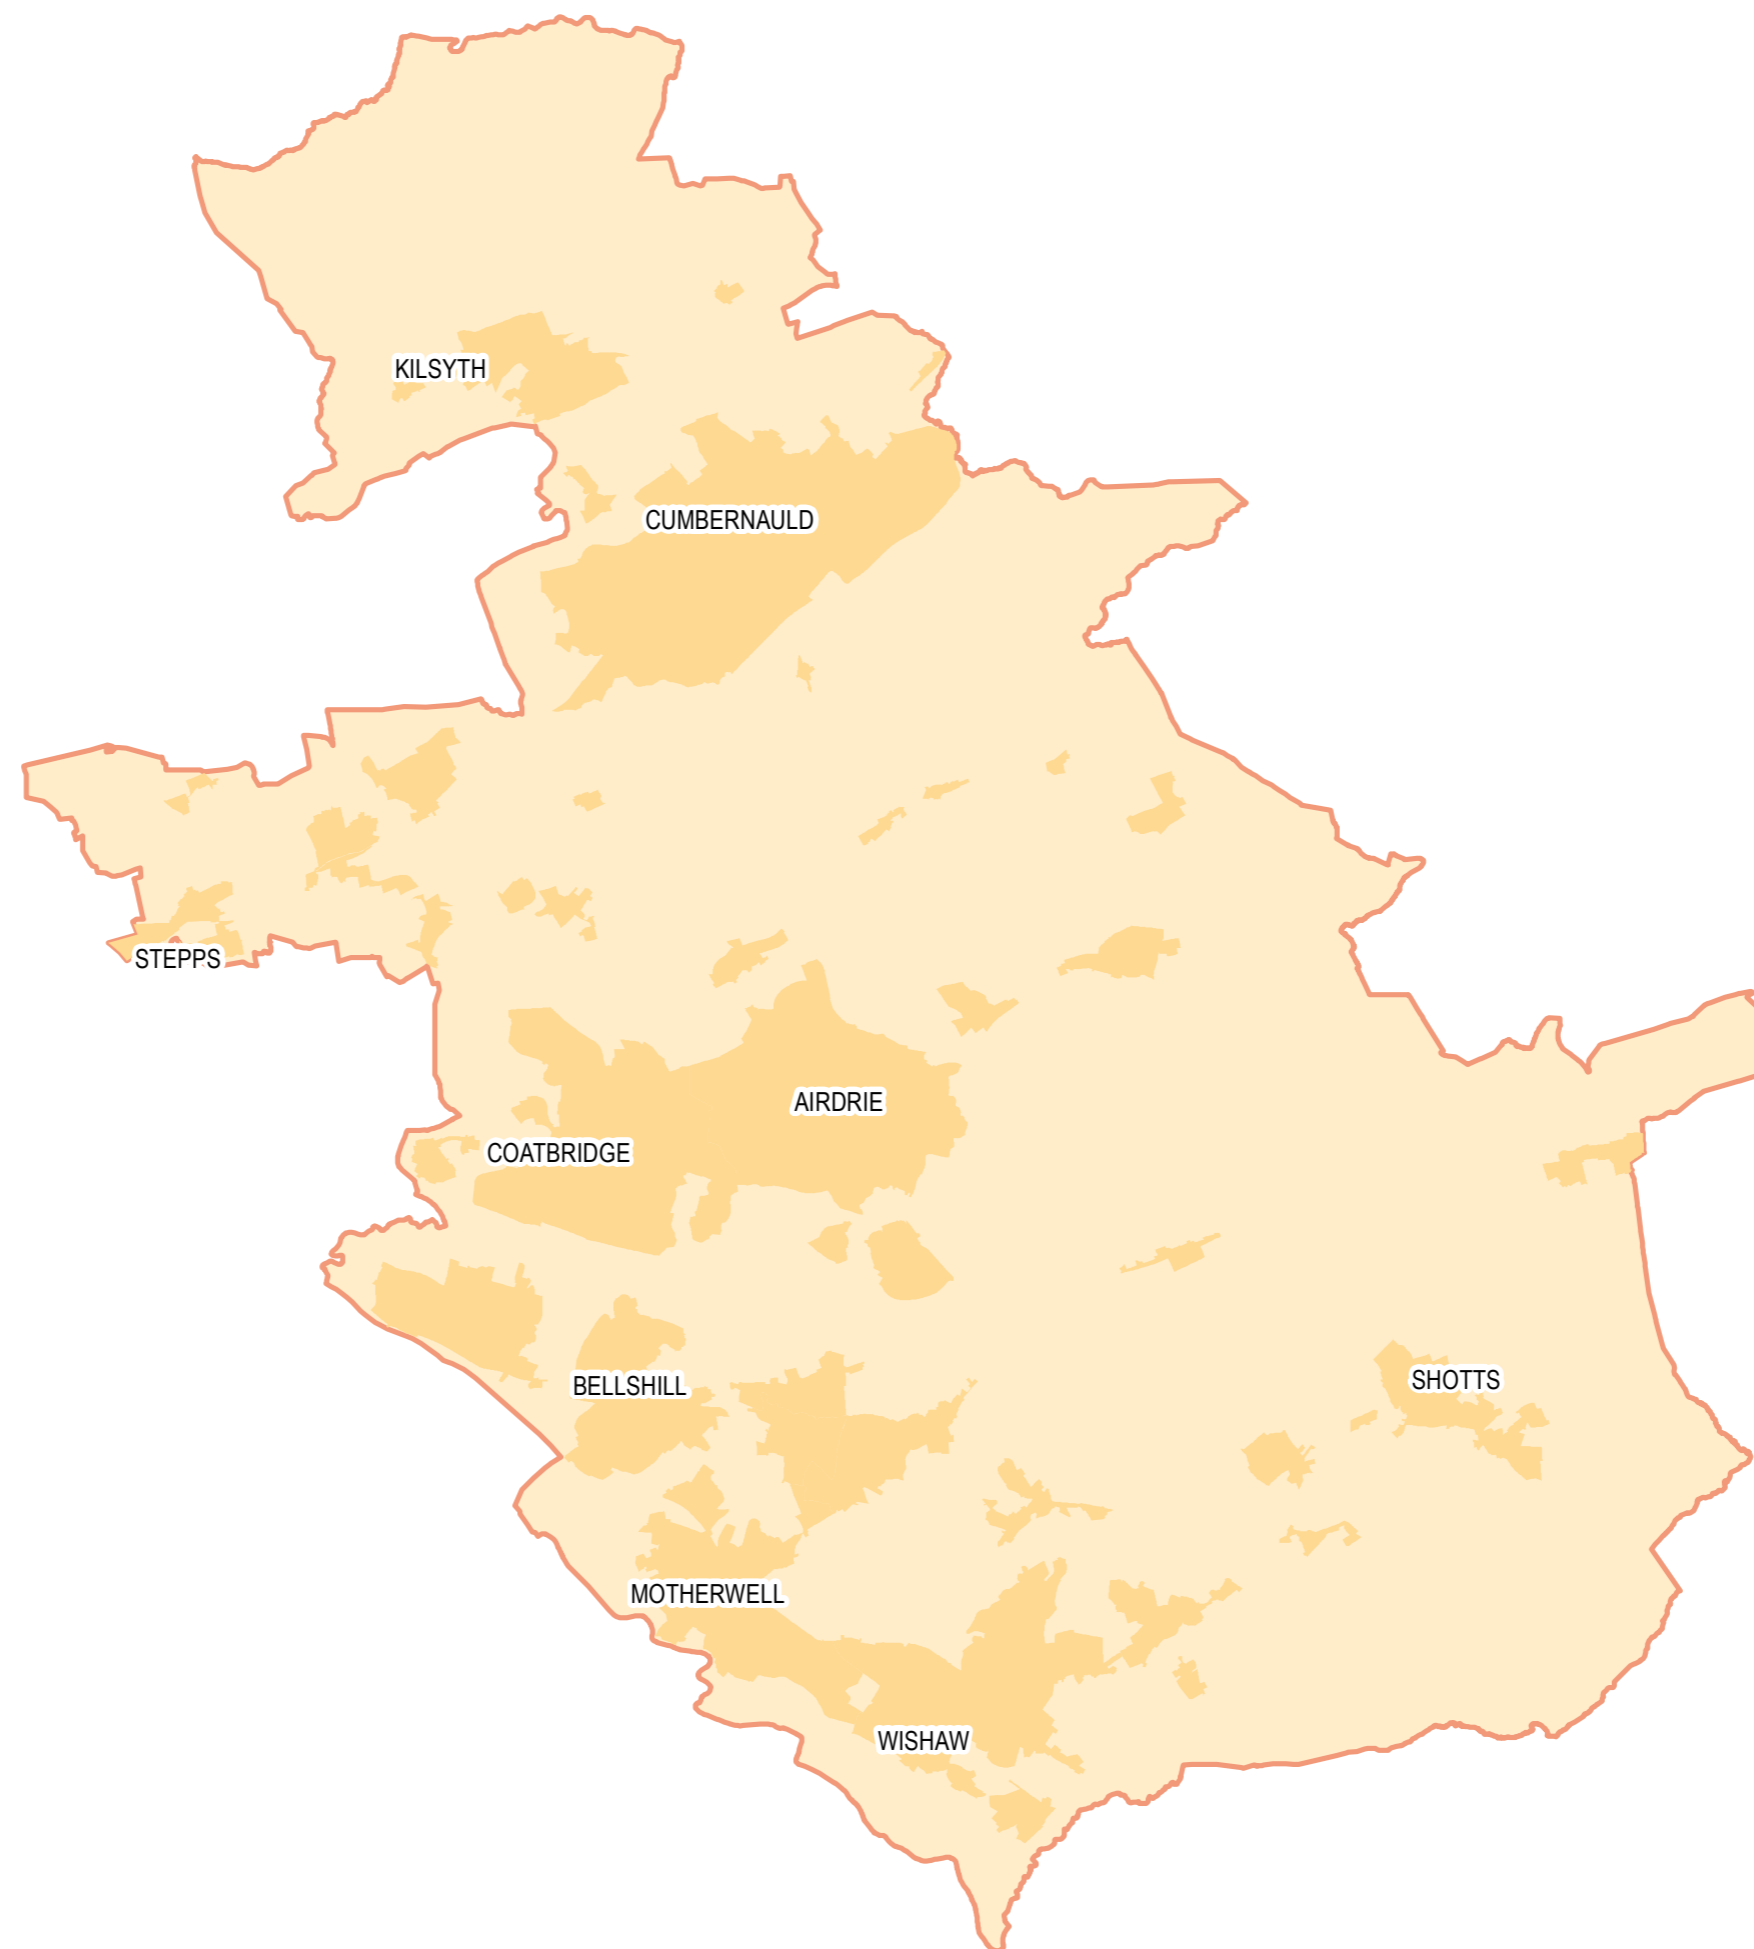 KILSYTH
CUMBERNAULD
STEPPS
AIRDRIE
COATBRIDGE
SHOTTS
BELLSHILL
MOTHERWELL
WISHAW